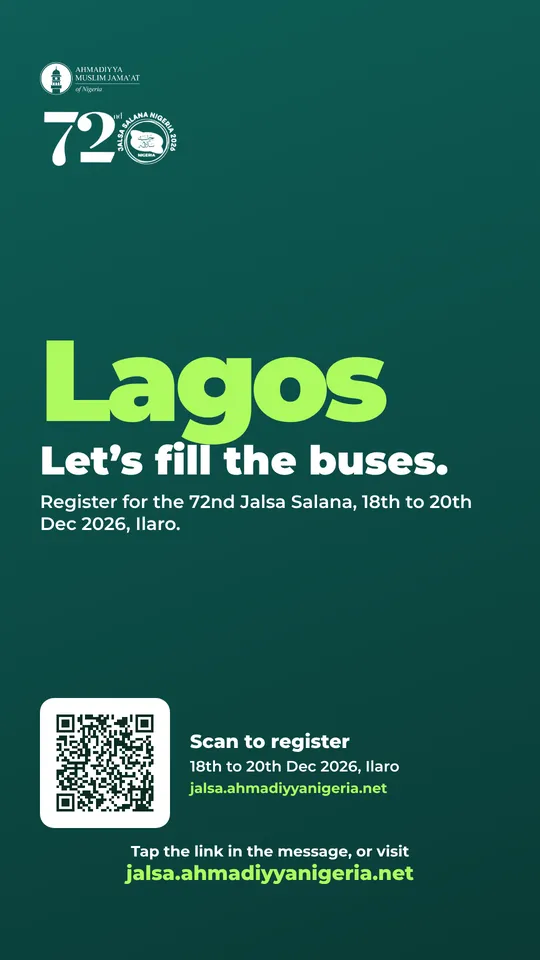 AHMADIYYA
MUSLIM JAMA'AT
of Nigeria
72nd
JALSA SALANA NIGERIA 2026
NIGERIA
Lagos
Let’s fill the buses.
Register for the 72nd Jalsa Salana, 18th to 20th
Dec 2026, Ilaro.
Scan to register
18th to 20th Dec 2026, Ilaro
jalsa.ahmadiyyanigeria.net
Tap the link in the message, or visit
jalsa.ahmadiyyanigeria.net